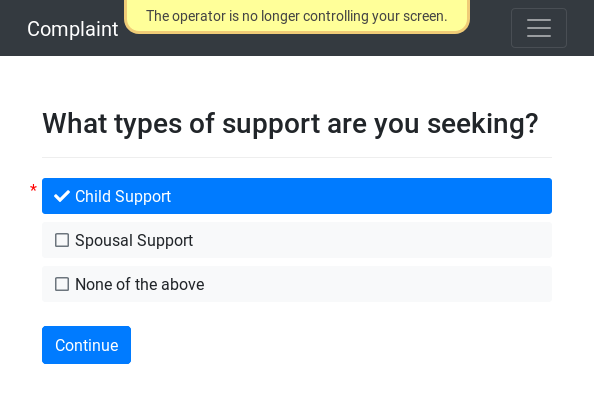 The operator is no longer controlling your screen.
Complaint
What types of support are you seeking?
* Child Support
Spousal Support
None of the above
Continue